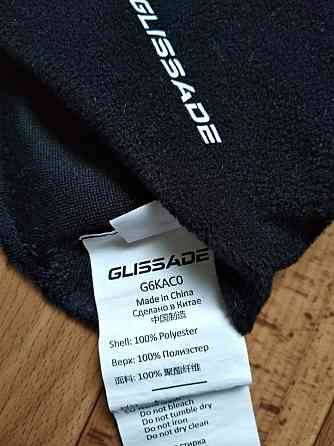 GLISSADE
GLISSADE
G6KAC0
Made in China
Сделано в Китае
中国制造
Shell: 100% Polyester
Верх: 100% Полиэстер
面料: 100% 聚酯纤维
Do not bleach
Do not tumble dry
Do not iron
Do not dry clean